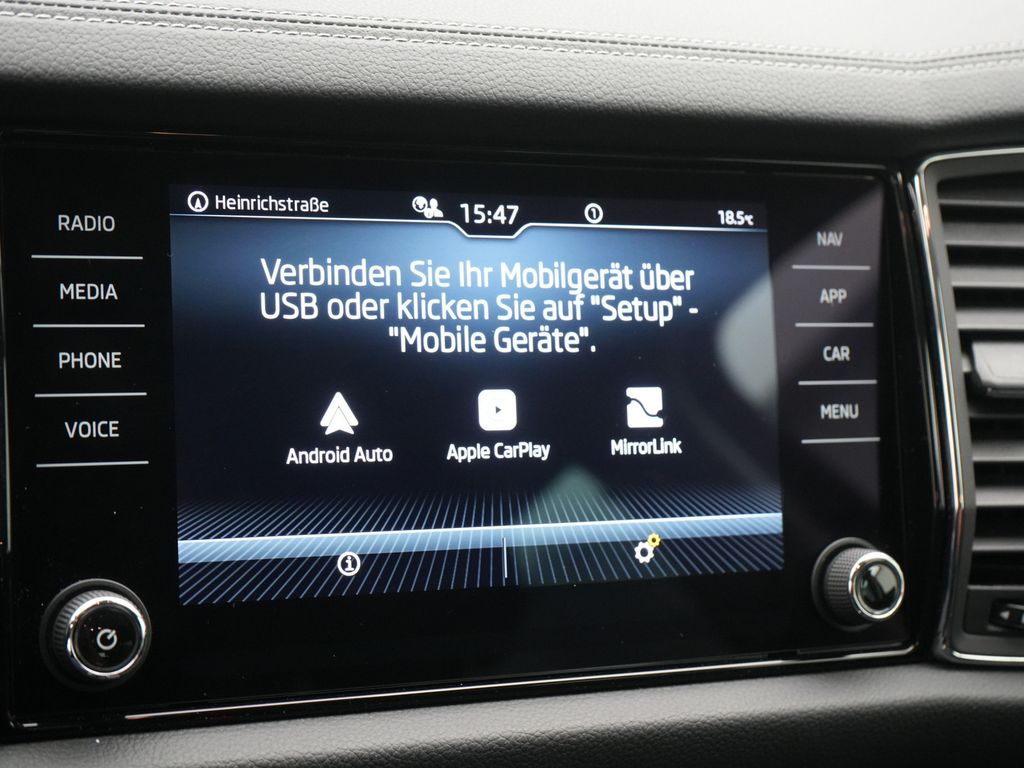 RADIO
MEDIA
PHONE
VOICE
Heinrichstraße
15:47
1
18.5°C
Verbinden Sie Ihr Mobilgerät über
USB oder klicken Sie auf "Setup" -
"Mobile Geräte".
Android Auto
Apple CarPlay
MirrorLink
NAV
APP
CAR
MENU